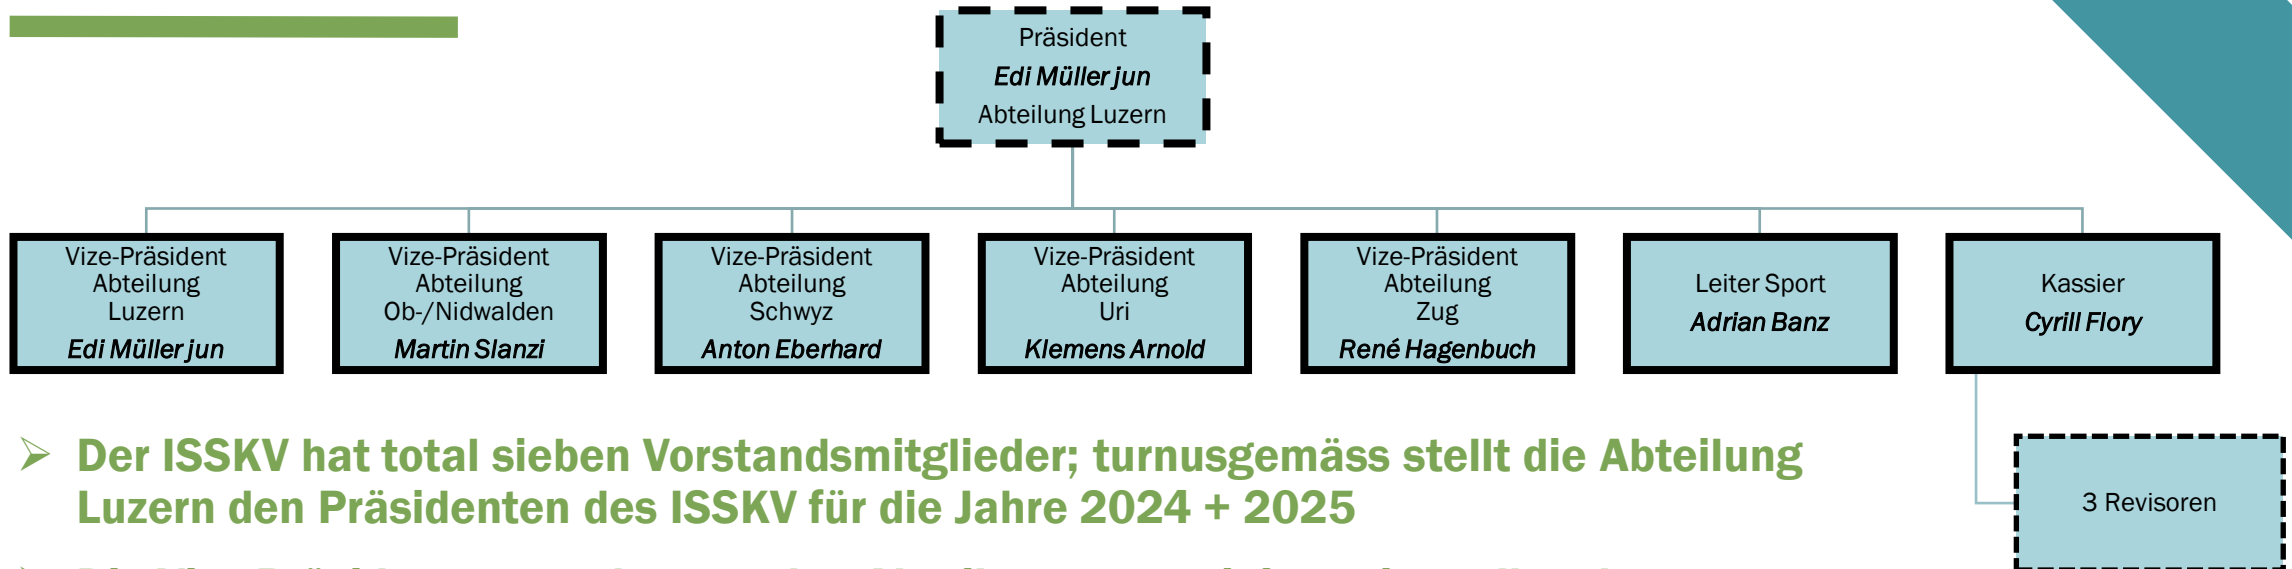 Präsident
Edi Müller jun
Abteilung Luzern
Vize-Präsident
Abteilung
Luzern
Edi Müller jun
Vize-Präsident
Abteilung
Ob-/Nidwalden
Martin Slanzi
Vize-Präsident
Abteilung
Schwyz
Anton Eberhard
Vize-Präsident
Abteilung
Uri
Klemens Arnold
Vize-Präsident
Abteilung
Zug
René Hagenbuch
Leiter Sport
Adrian Banz
Kassier
Cyrill Flory
3 Revisoren
➢ Der ISSKV hat total sieben Vorstandsmitglieder; turnusgemäss stellt die Abteilung
Luzern den Präsidenten des ISSKV für die Jahre 2024 + 2025